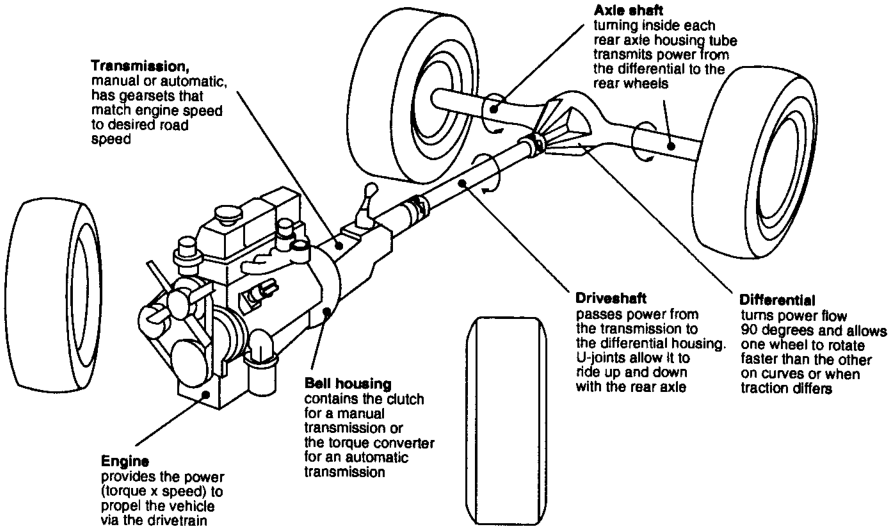 Axle shaft
turning inside each
rear axle housing tube
transmits power from
the differential to the
rear wheels
Transmission,
manual or automatic,
has gearsets that
match engine speed
to desired road
speed
Driveshaft
passes power from
the transmission to
the differential housing.
U-joints allow it to
ride up and down
with the rear axle
Differential
turns power flow
90 degrees and allows
one wheel to rotate
faster than the other
on curves or when
traction differs
Bell housing
contains the clutch
for a manual
transmission or
the torque converter
for an automatic
transmission
Engine
provides the power
(torque x speed) to
propel the vehicle
via the drivetrain